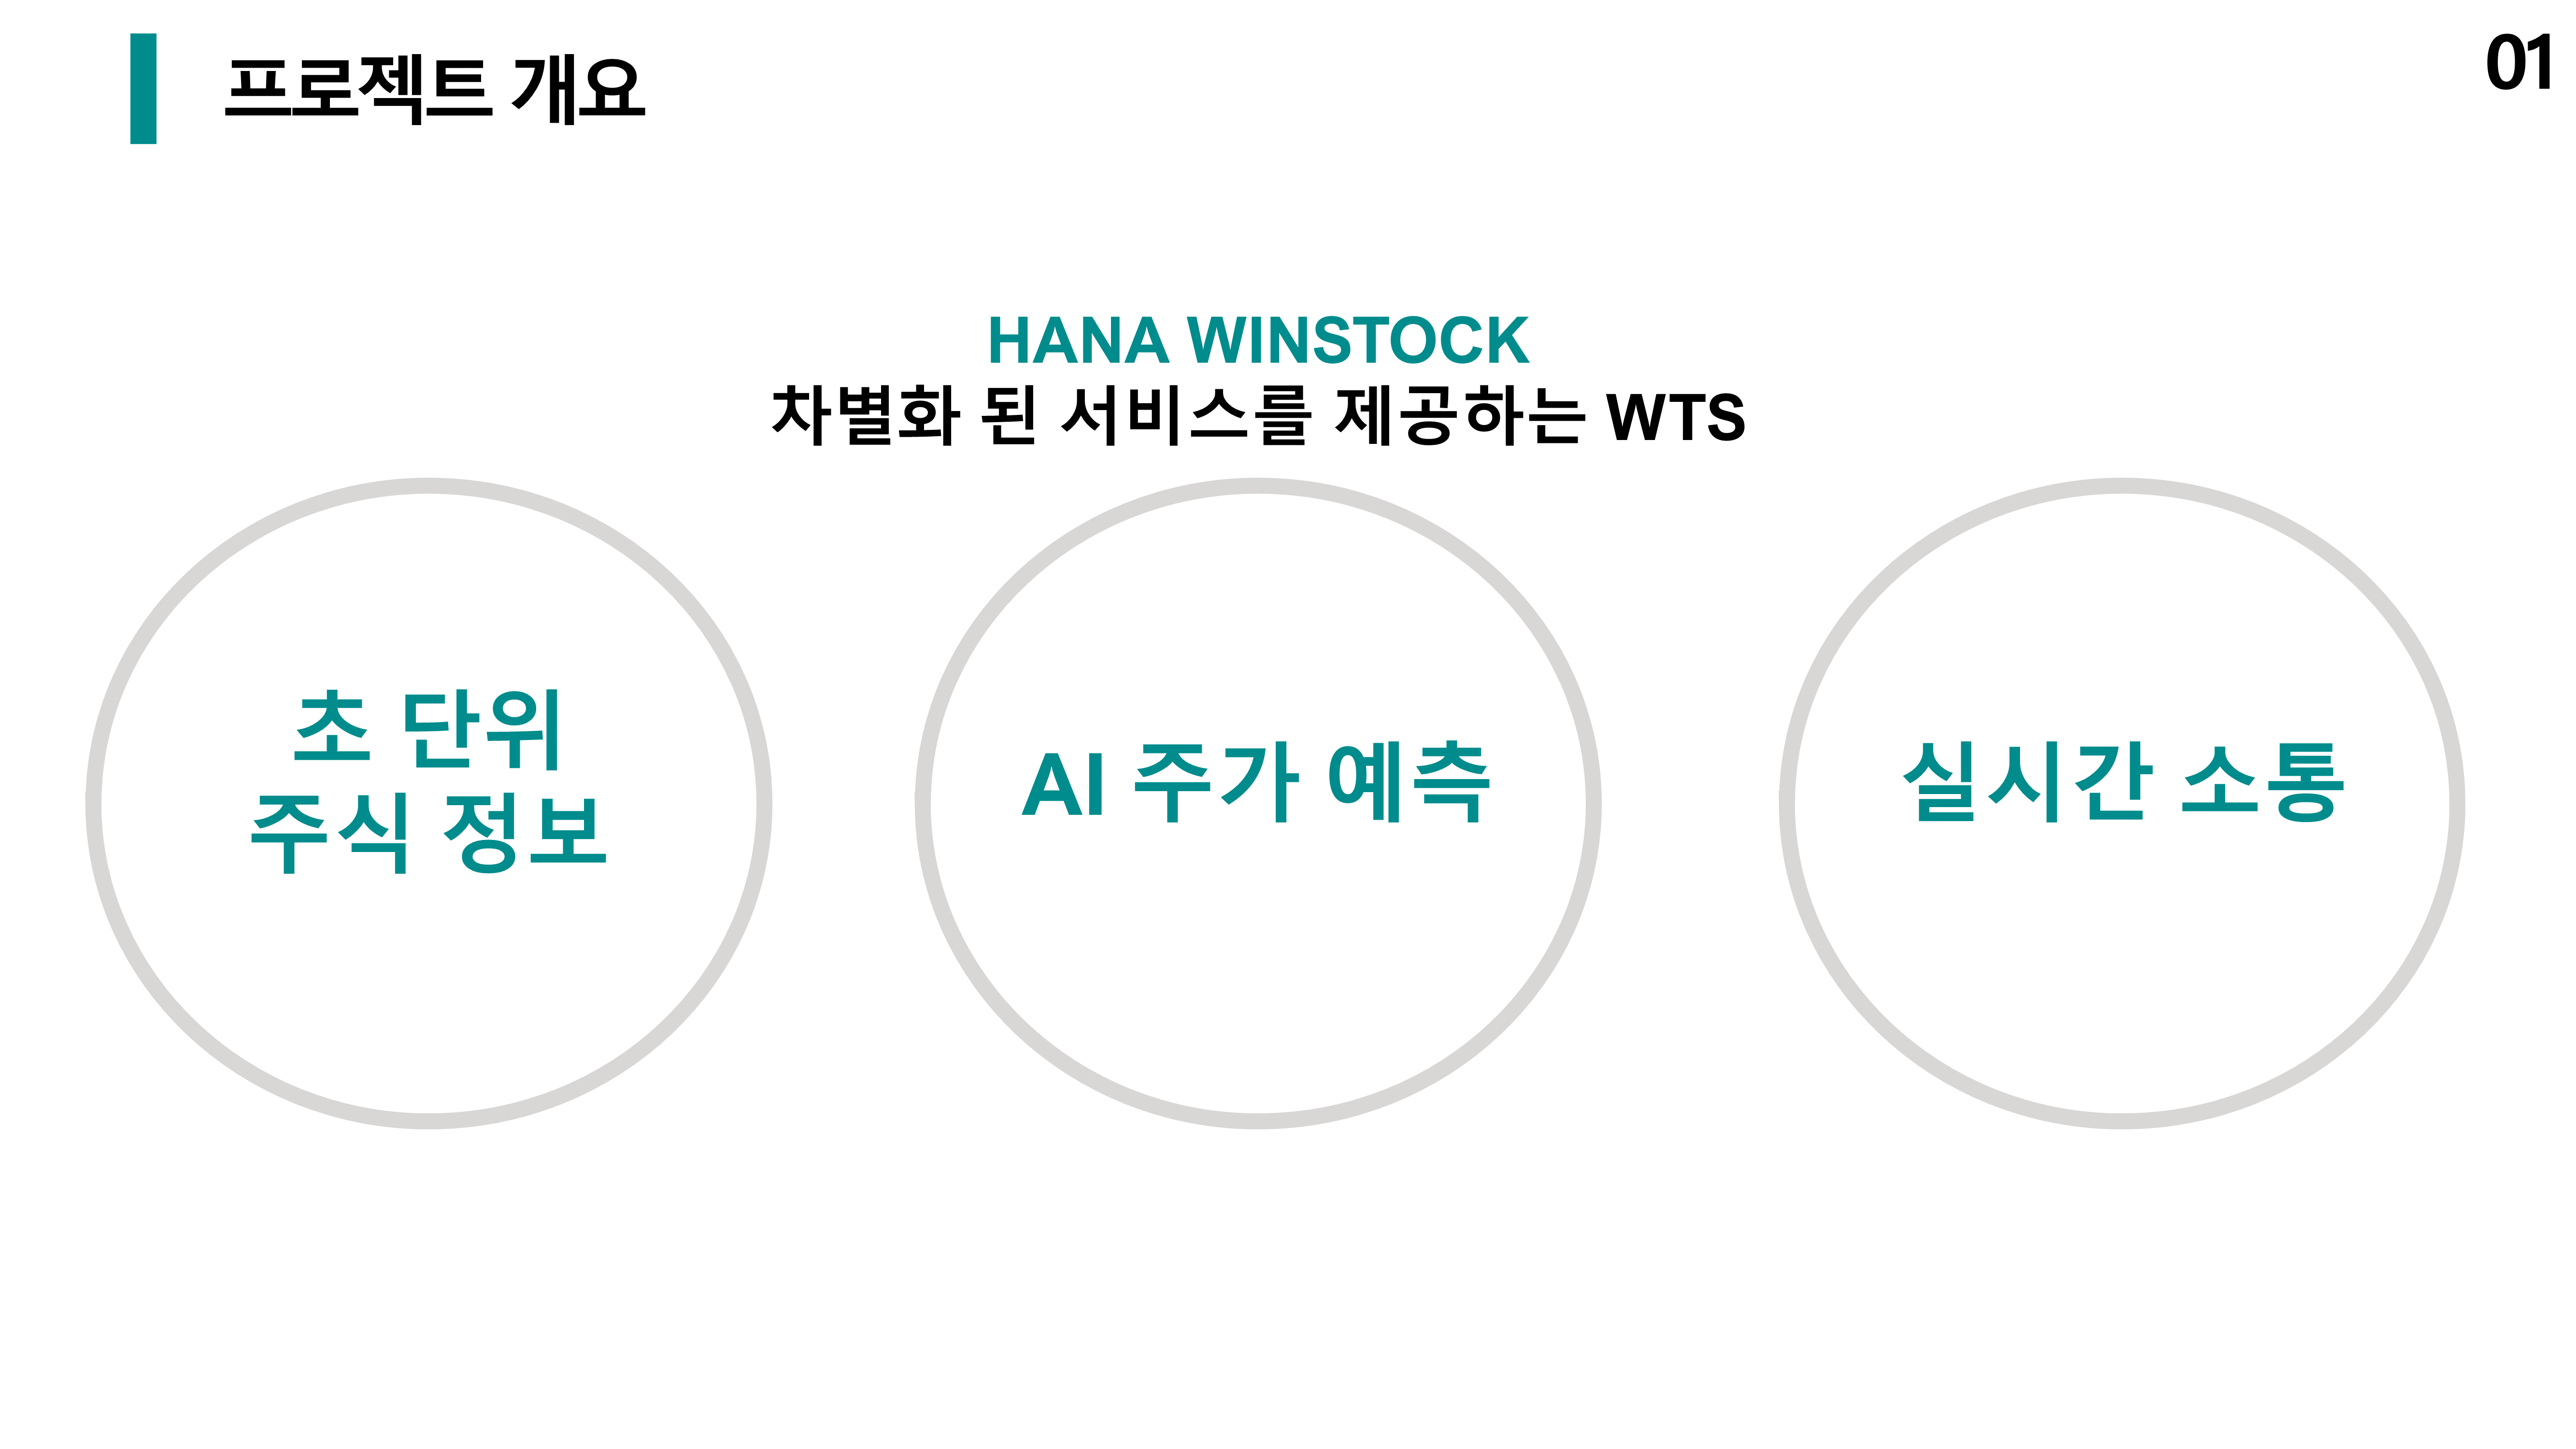 프로젝트 개요
01
HANA WINSTOCK
차별화 된 서비스를 제공하는 WTS
초 단위
주식 정보
AI 주가 예측
실시간 소통